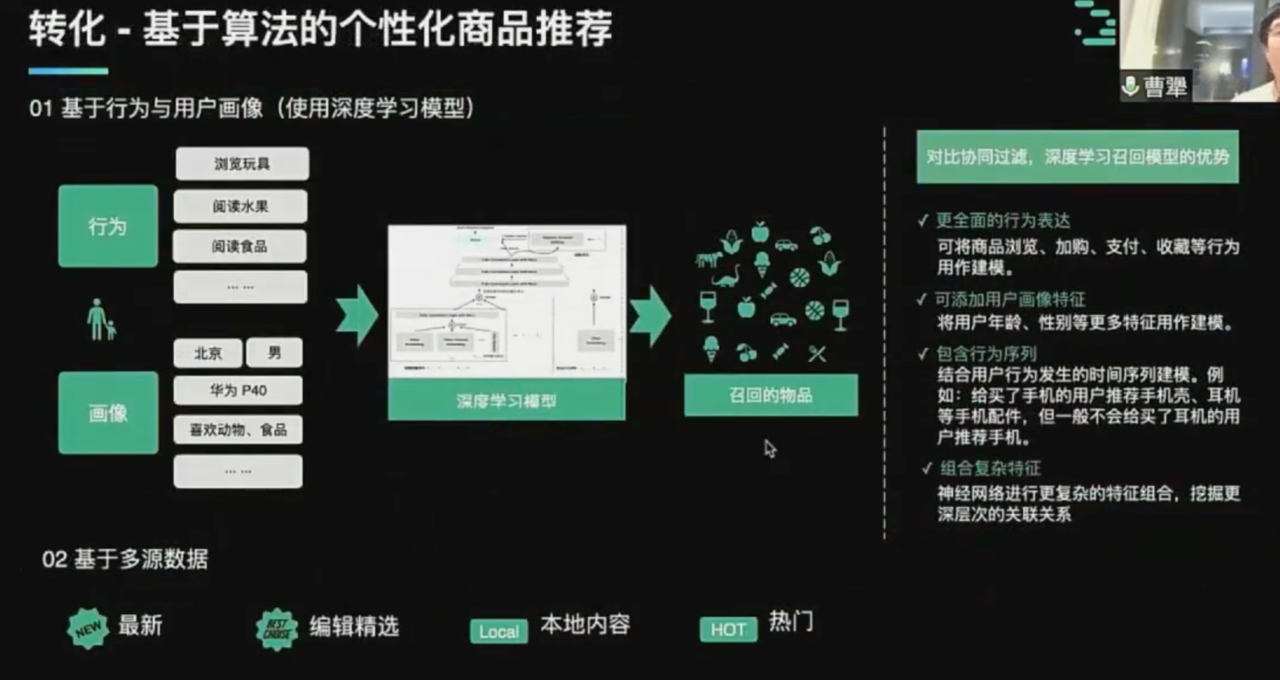 转化 - 基于算法的个性化商品推荐
曹犟
01 基于行为与用户画像（使用深度学习模型）
行为
浏览玩具
阅读水果
阅读食品
... ...
画像
北京
男
华为 P40
喜欢动物、食品
... ...
深度学习模型
召回的物品
对比协同过滤，深度学习召回模型的优势
✓ 更全面的行为表达
可将商品浏览、加购、支付、收藏等行为
用作建模。
✓ 可添加用户画像特征
将用户年龄、性别等更多特征用作建模。
✓ 包含行为序列
结合用户行为发生的时间序列建模。例
如：给买了手机的用户推荐手机壳、耳机
等手机配件，但一般不会给买了耳机的用
户推荐手机。
✓ 组合复杂特征
神经网络进行更复杂的特征组合，挖掘更
深层次的关联关系
02 基于多源数据
NEW 最新
BEST CHOISE 编辑精选
Local 本地内容
HOT 热门